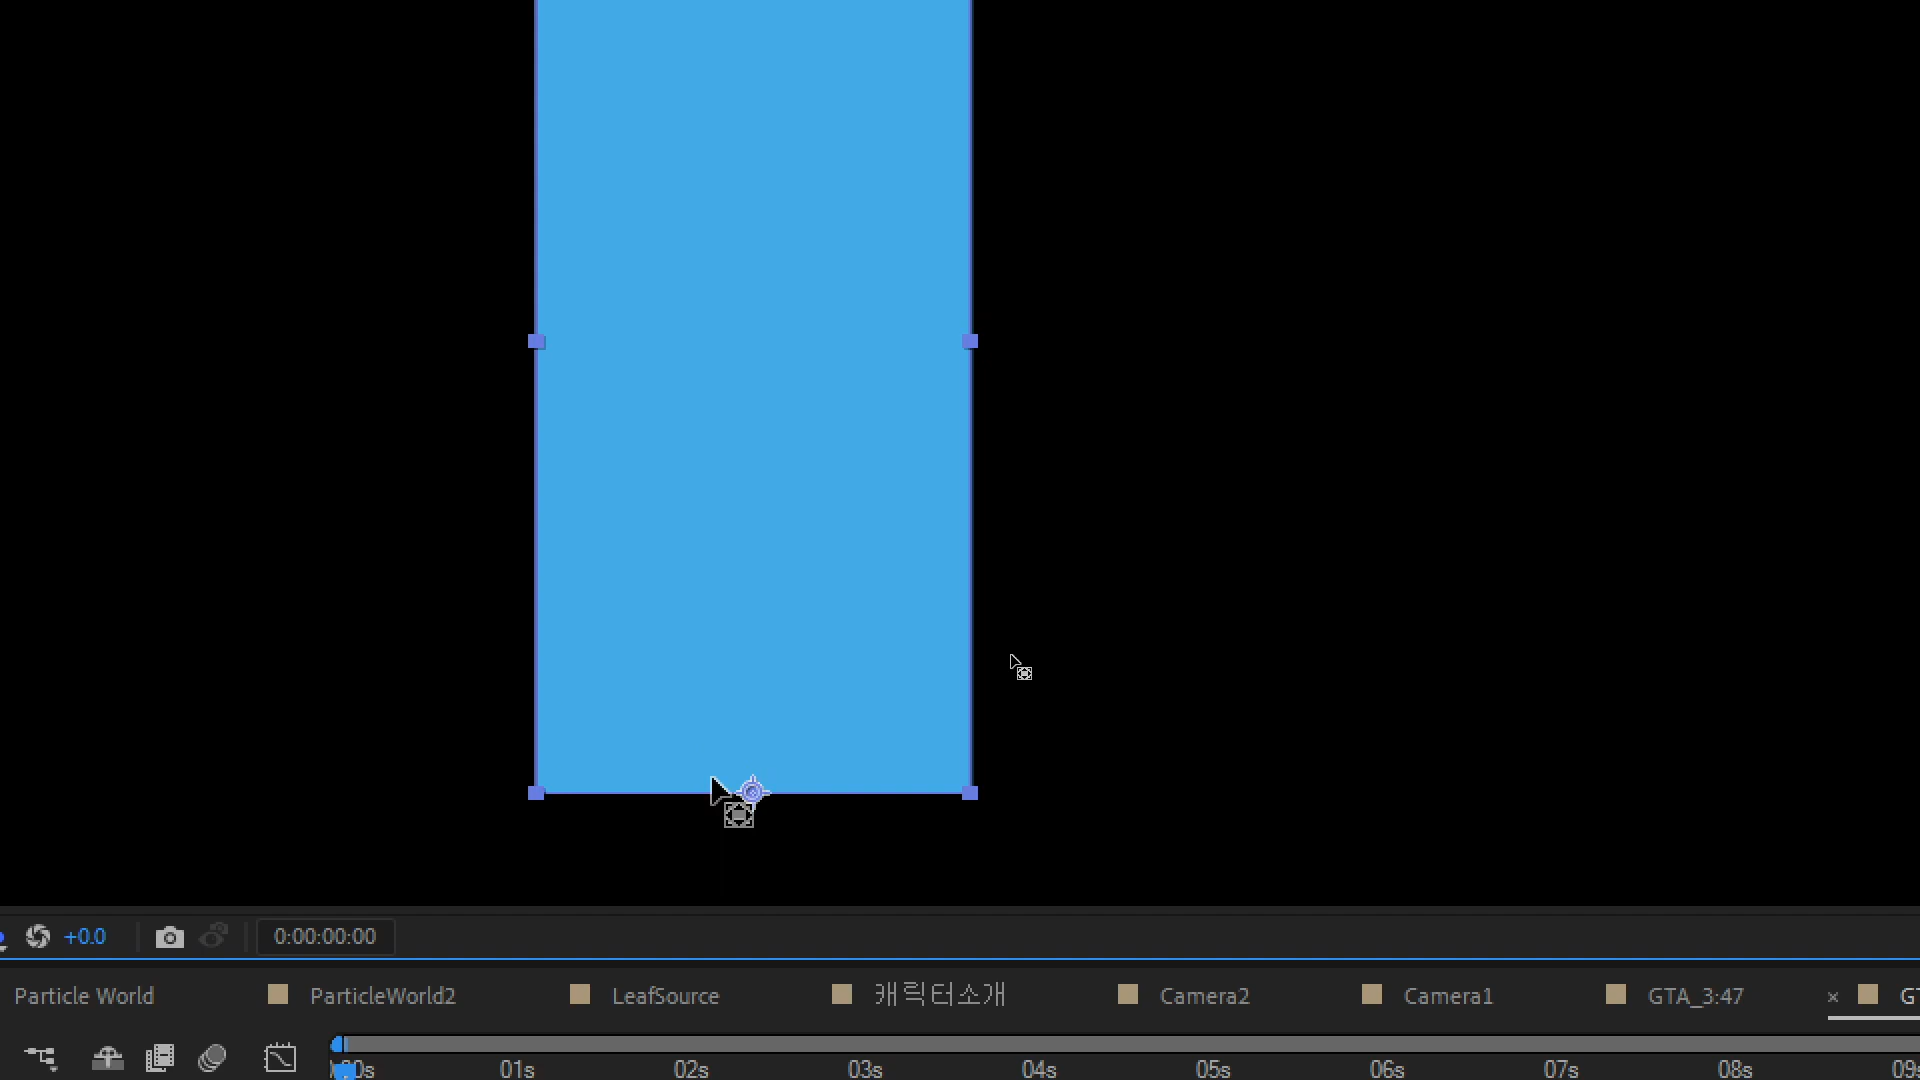 +0.0 0:00:00:00
Particle World ParticleWorld2 LeafSource 캐릭터소개 Camera2 Camera1 GTA_3:47
01s 02s 03s 04s 05s 06s 07s 08s